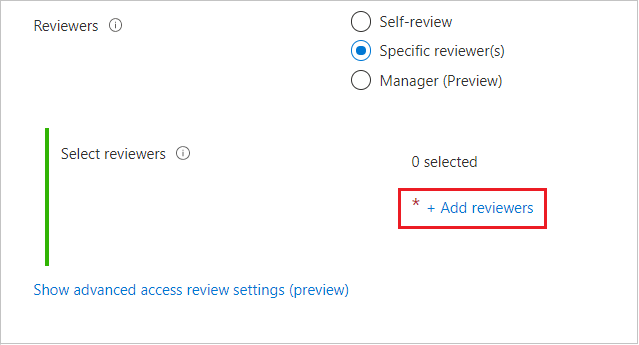 Reviewers
Self-review
Specific reviewer(s)
Manager (Preview)
Select reviewers
0 selected
* + Add reviewers
Show advanced access review settings (preview)